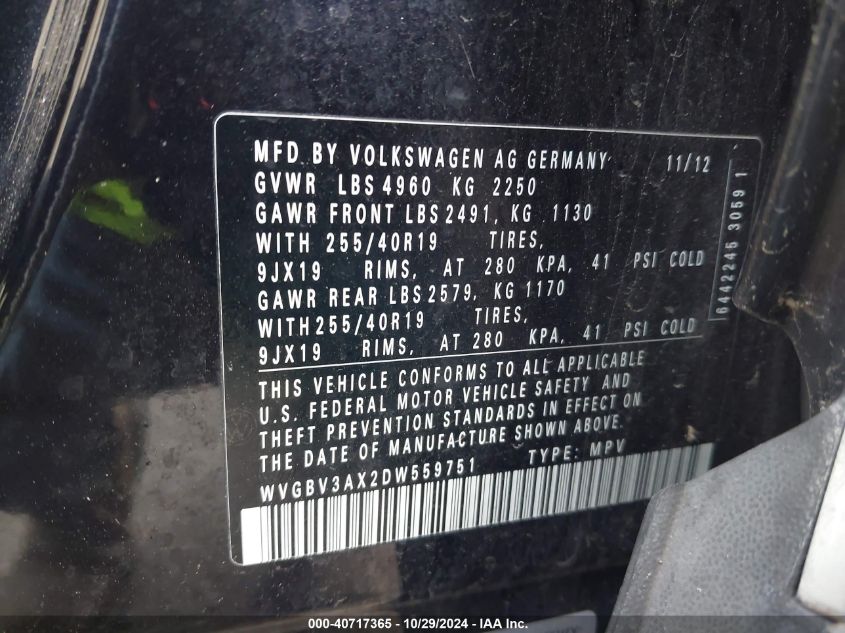 MFD. BY VOLKSWAGEN AG GERMANY 11/12
GVWR LBS 4960 KG 2250
GAWR FRONT LBS 2491, KG 1130
WITH 255/40R19 TIRES,
9JX19 RIMS, AT 280 KPA, 41 PSI COLD
GAWR REAR LBS 2579, KG 1170
WITH 255/40R19 TIRES,
9JX19 RIMS, AT 280 KPA, 41 PSI COLD
THIS VEHICLE CONFORMS TO ALL APPLICABLE
U.S. FEDERAL MOTOR VEHICLE SAFETY AND
THEFT PREVENTION STANDARDS IN EFFECT ON
THE DATE OF MANUFACTURE SHOWN ABOVE.
WVGBV3AX2DW559751 TYPE: MPV
6442245 3059 1
000-40717365 • 10/29/2024 • IAA Inc.